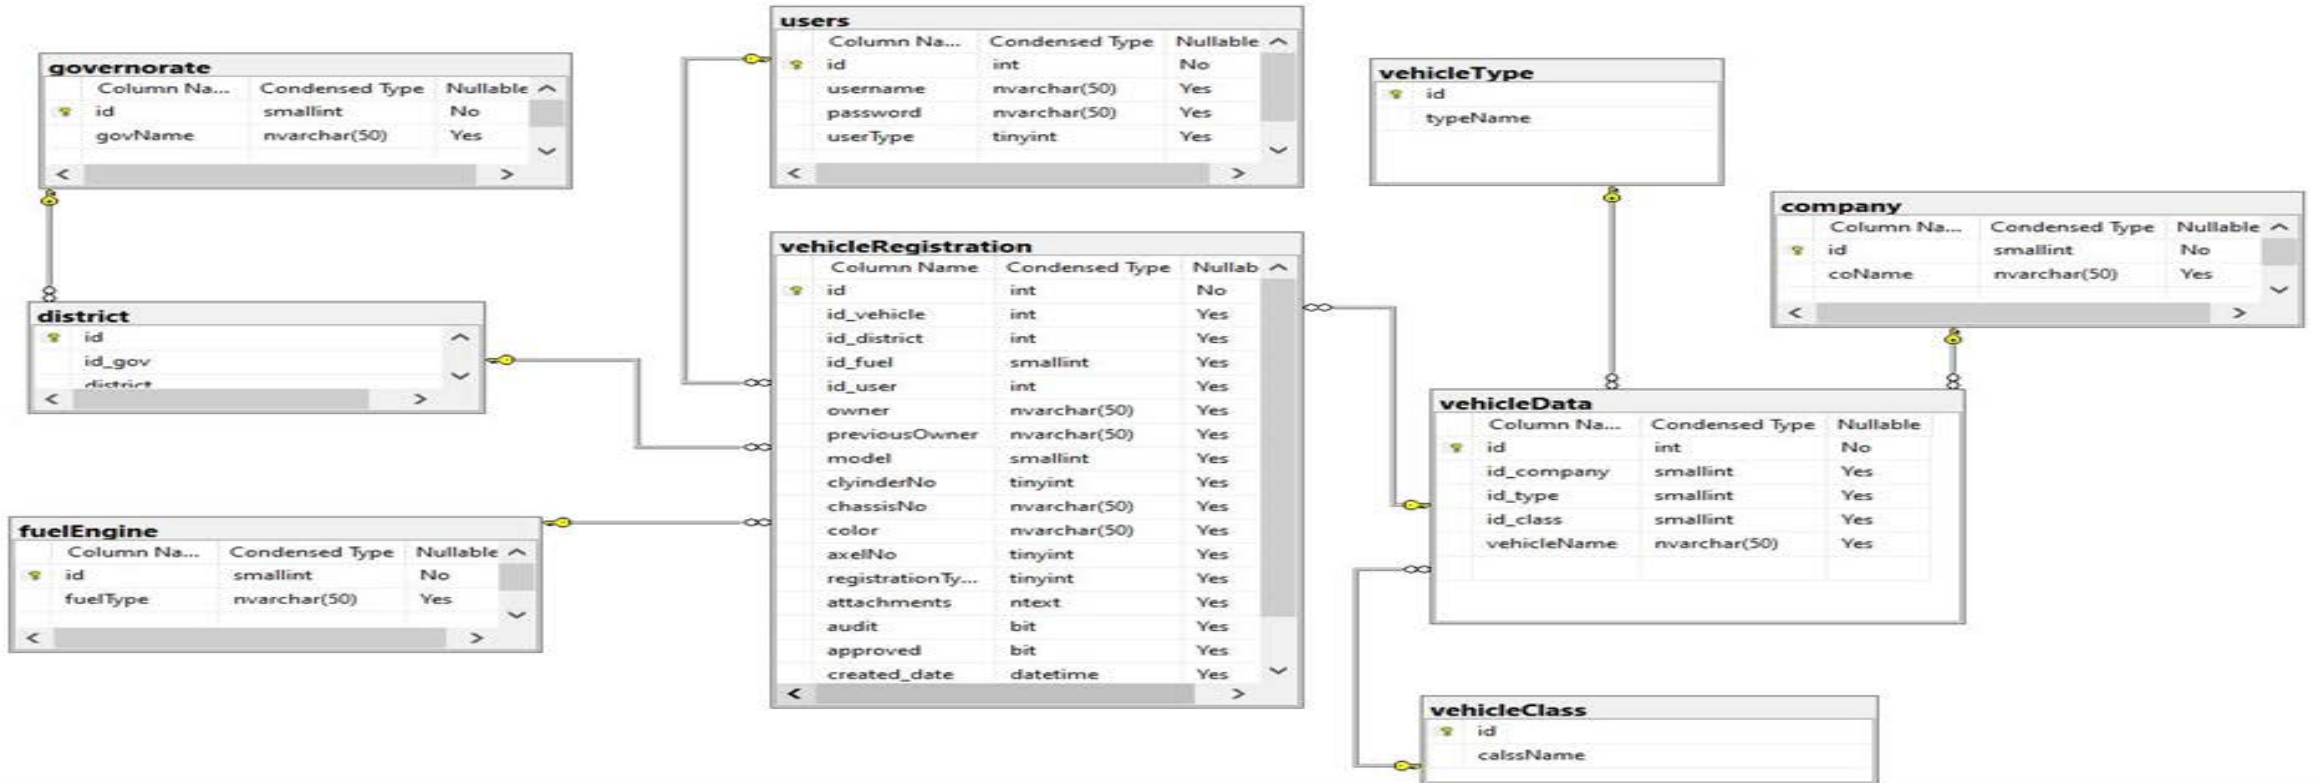 governorate
Column Na... Condensed Type Nullable
id smallint No
govName nvarchar(50) Yes
users
Column Na... Condensed Type Nullable
id int No
username nvarchar(50) Yes
password nvarchar(50) Yes
userType tinyint Yes
vehicleType
id
typeName
company
Column Na... Condensed Type Nullable
id smallint No
coName nvarchar(50) Yes
district
id
id_gov
district
vehicleRegistration
Column Name Condensed Type Nullab
id int No
id_vehicle int Yes
id_district int Yes
id_fuel smallint Yes
id_user int Yes
owner nvarchar(50) Yes
previousOwner nvarchar(50) Yes
model smallint Yes
clyinderNo tinyint Yes
chassisNo nvarchar(50) Yes
color nvarchar(50) Yes
axelNo tinyint Yes
registrationTy... tinyint Yes
attachments ntext Yes
audit bit Yes
approved bit Yes
created_date datetime Yes
vehicleData
Column Na... Condensed Type Nullable
id int No
id_company smallint Yes
id_type smallint Yes
id_class smallint Yes
vehicleName nvarchar(50) Yes
fuelEngine
Column Na... Condensed Type Nullable
id smallint No
fuelType nvarchar(50) Yes
vehicleClass
id
calssName